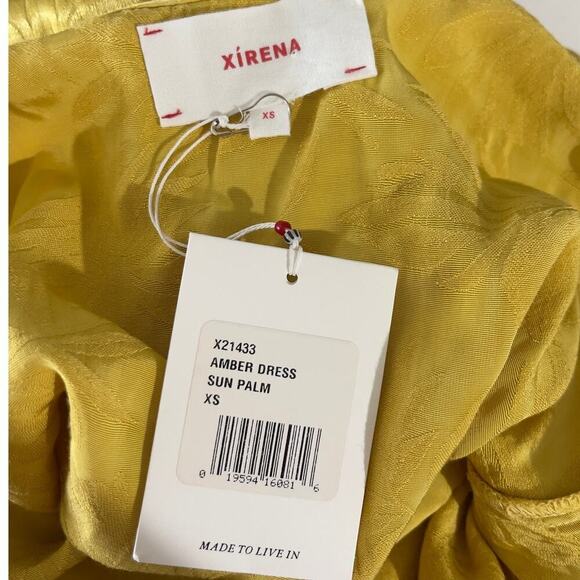 XÍRENA
XS
X21433
AMBER DRESS
SUN PALM
XS
0 19594 16081 6
MADE TO LIVE IN